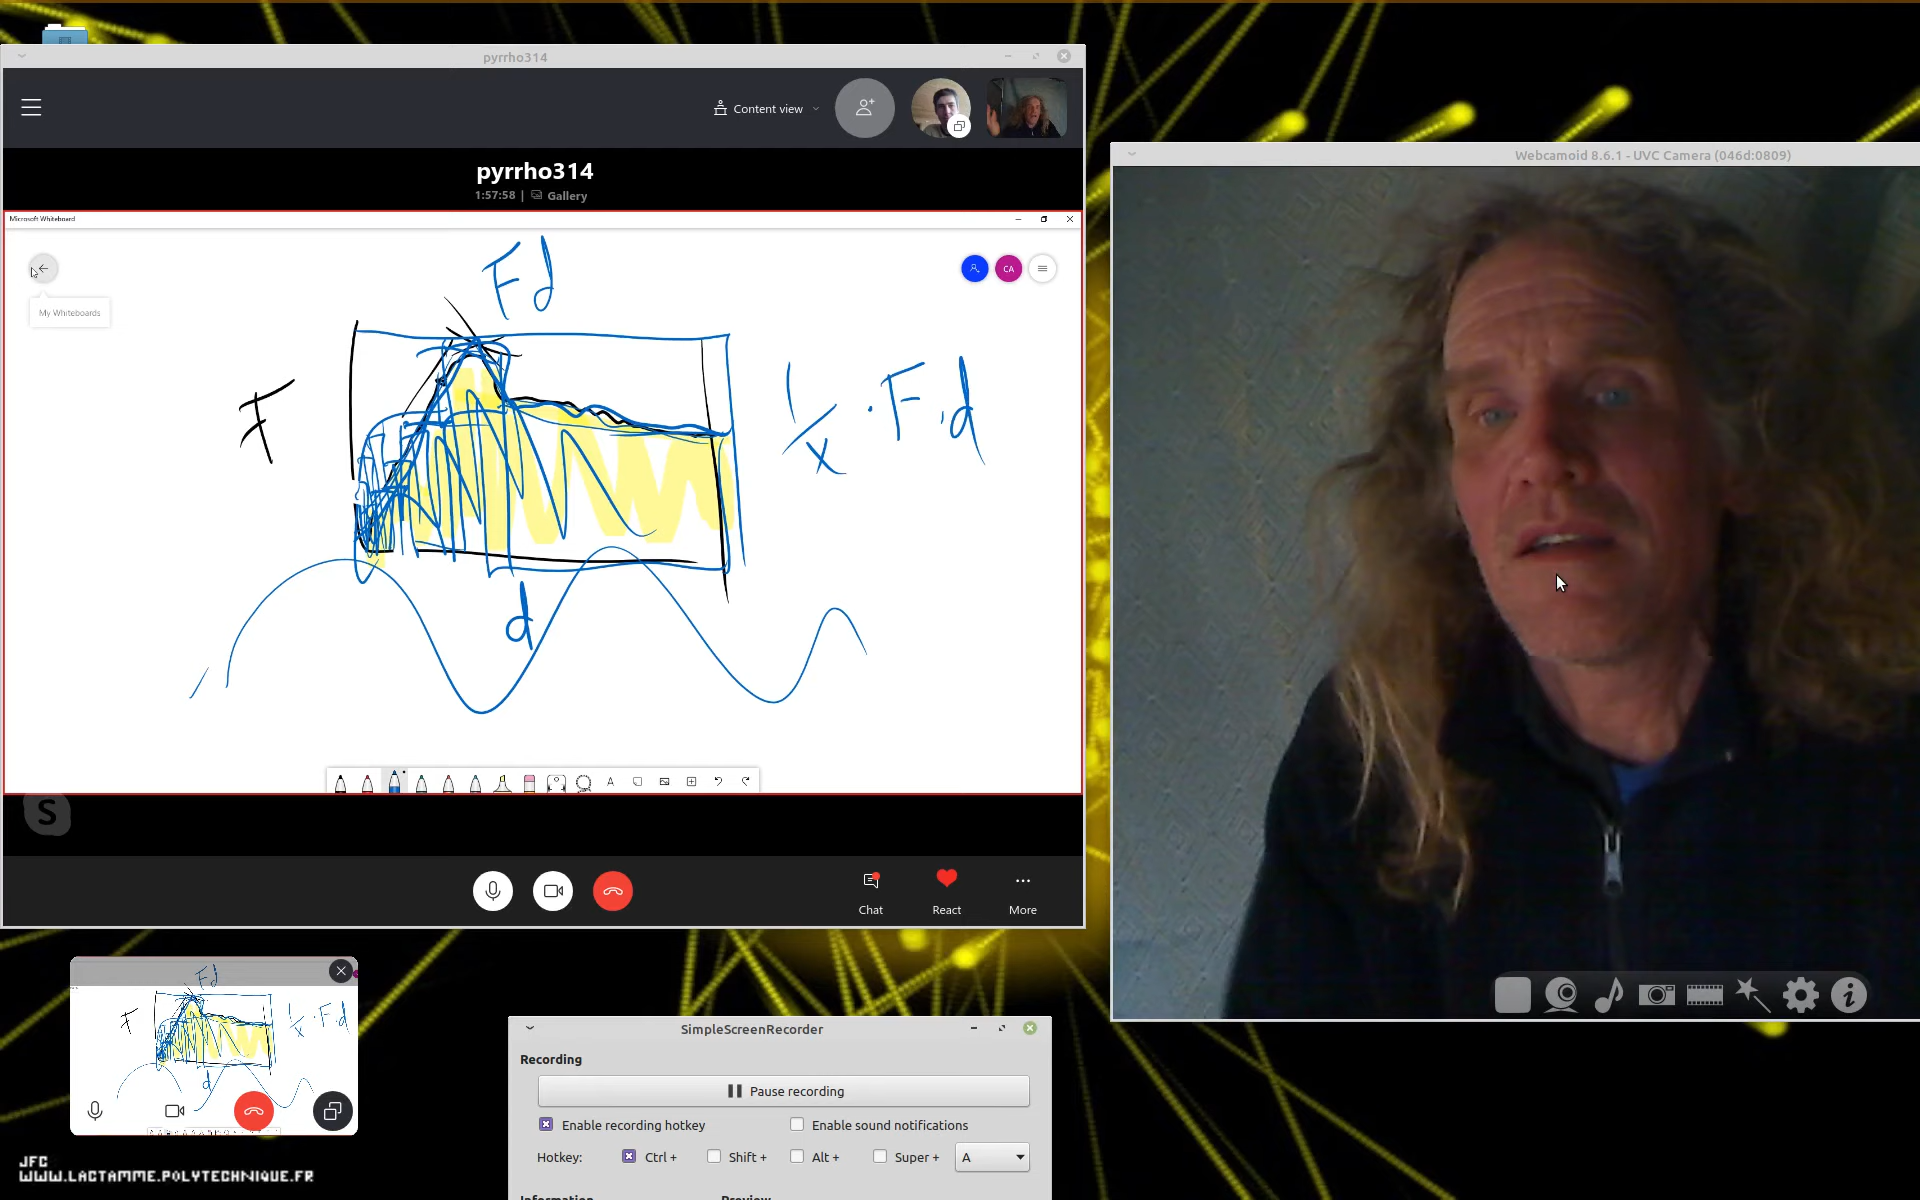 pyrrho314
Content view
pyrrho314
1:57:58 | Gallery
Microsoft Whiteboard
CA
My Whiteboards
Fd
F
1/x · F.d
d
A
S
Chat
React
More
Webcamoid 8.6.1 - UVC Camera (046d:0809)
Fd
F
1/x · F.d
d
JFC
WWW.LACTAMME.POLYTECHNIQUE.FR
SimpleScreenRecorder
Recording
Pause recording
Enable recording hotkey
Enable sound notifications
Hotkey:
Ctrl +
Shift +
Alt +
Super +
A
Information
Preview